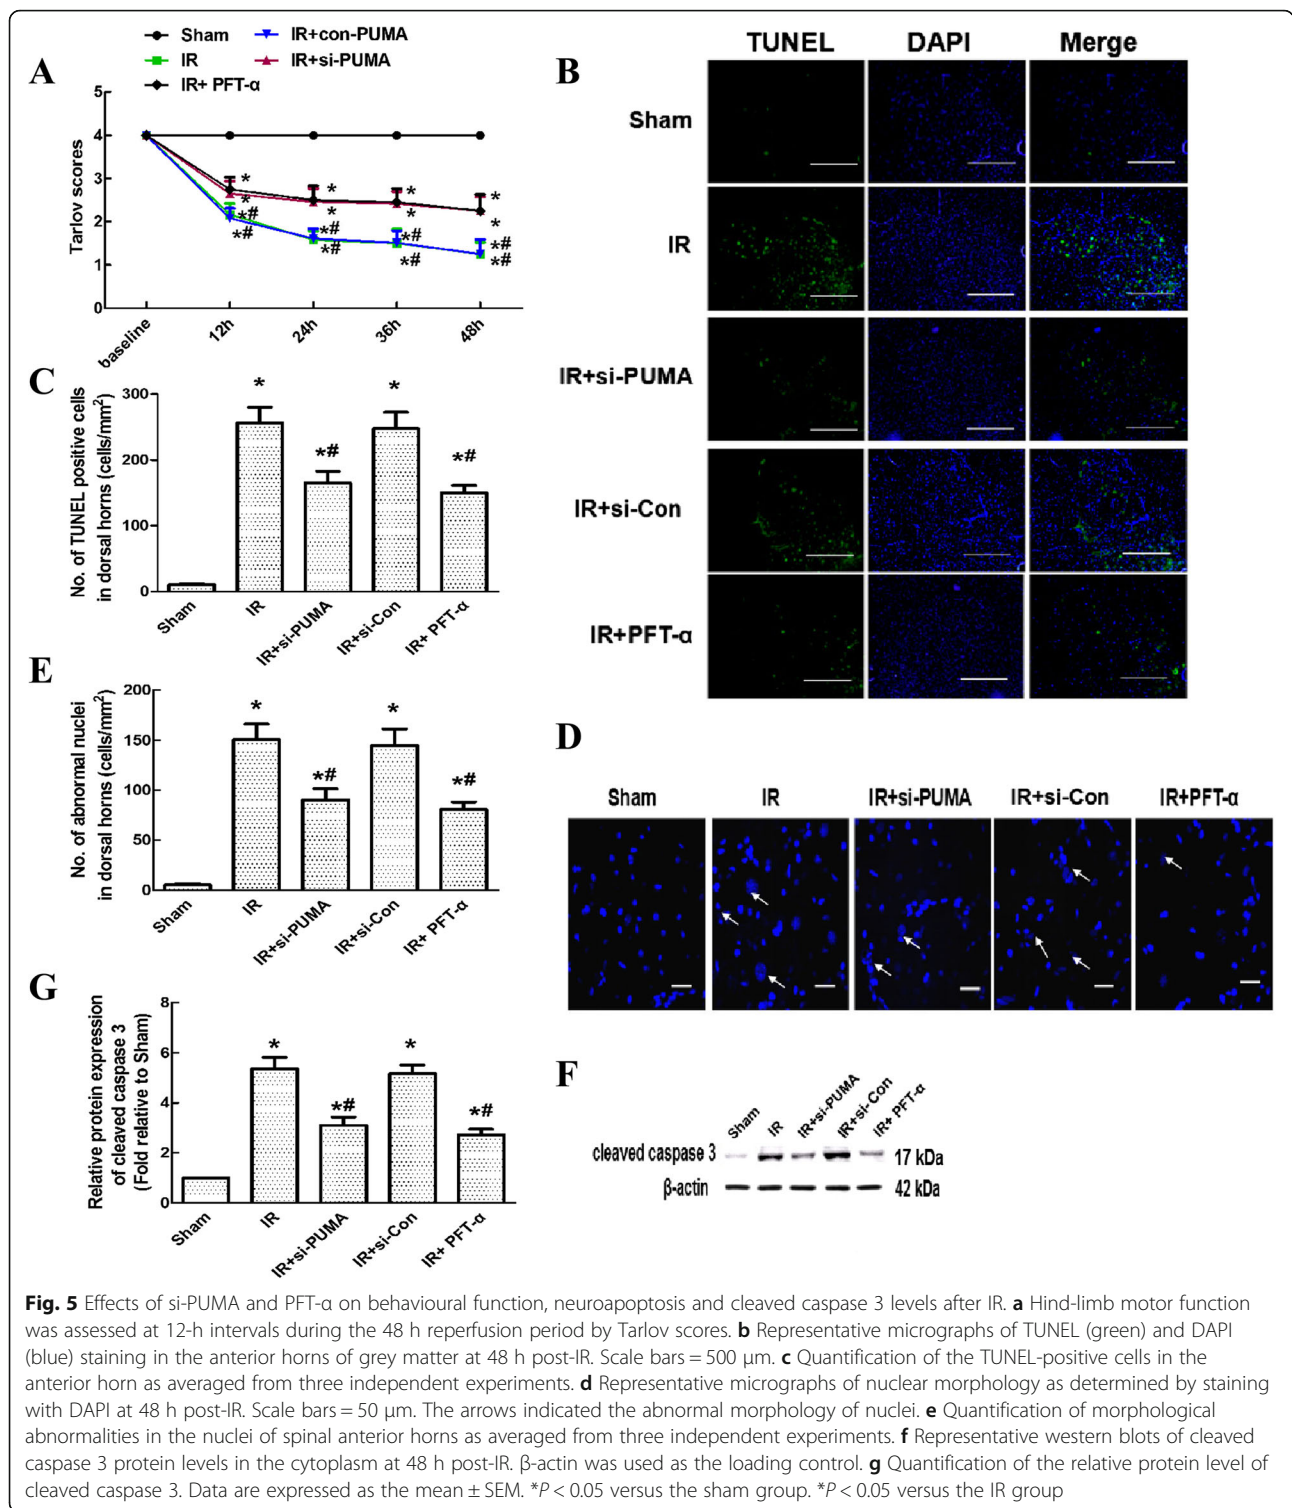 Sham
IR
IR+ PFT-α
IR+con-PUMA
IR+si-PUMA
A
Tarlov scores
5
4
3
2
1
0
baseline
12h
24h
36h
48h
*
*
*#
*#
*
*
*#
*#
*
*
*#
*#
*
*
*#
*#
B
TUNEL DAPI Merge
Sham
IR
IR+si-PUMA
IR+si-Con
IR+PFT-α
C
No. of TUNEL positive cells
in dorsal horns (cells/mm²)
300
200
100
0
*
*#
*
*#
Sham
IR
IR+si-PUMA
IR+si-Con
IR+ PFT-α
D
Sham IR IR+si-PUMA IR+si-Con IR+PFT-α
E
No. of abnormal nuclei
in dorsal horns (cells/mm²)
200
150
100
50
0
*
*#
*
*#
Sham
IR
IR+si-PUMA
IR+si-Con
IR+ PFT-α
F
Sham
IR
IR+si-PUMA
IR+si-Con
IR+ PFT-α
cleaved caspase 3 17 kDa
β-actin 42 kDa
G
Relative protein expression
of cleaved caspase 3
(Fold relative to Sham)
8
6
4
2
0
*
*#
*
*#
Sham
IR
IR+si-PUMA
IR+si-Con
IR+ PFT-α
Fig. 5 Effects of si-PUMA and PFT-α on behavioural function, neuroapoptosis and cleaved caspase 3 levels after IR. a Hind-limb motor function
was assessed at 12-h intervals during the 48 h reperfusion period by Tarlov scores. b Representative micrographs of TUNEL (green) and DAPI
(blue) staining in the anterior horns of grey matter at 48 h post-IR. Scale bars = 500 μm. c Quantification of the TUNEL-positive cells in the
anterior horn as averaged from three independent experiments. d Representative micrographs of nuclear morphology as determined by staining
with DAPI at 48 h post-IR. Scale bars = 50 μm. The arrows indicated the abnormal morphology of nuclei. e Quantification of morphological
abnormalities in the nuclei of spinal anterior horns as averaged from three independent experiments. f Representative western blots of cleaved
caspase 3 protein levels in the cytoplasm at 48 h post-IR. β-actin was used as the loading control. g Quantification of the relative protein level of
cleaved caspase 3. Data are expressed as the mean ± SEM. *P < 0.05 versus the sham group. *P < 0.05 versus the IR group